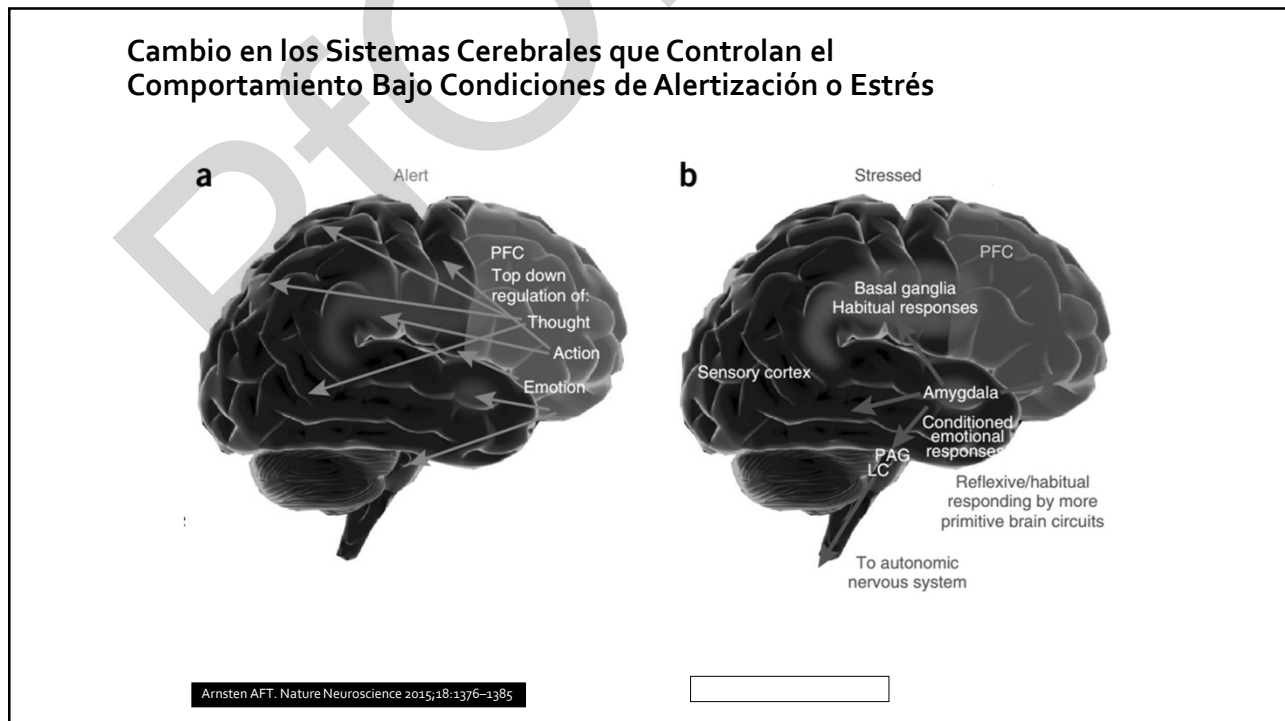 Cambio en los Sistemas Cerebrales que Controlan el
Comportamiento Bajo Condiciones de Alertización o Estrés
a
Alert
PFC
Top down
regulation of:
Thought
Action
Emotion
b
Stressed
PFC
Basal ganglia
Habitual responses
Sensory cortex
Amygdala
Conditioned
emotional
responses
PAG
LC
Reflexive/habitual
responding by more
primitive brain circuits
To autonomic
nervous system
Arnsten AFT. Nature Neuroscience 2015;18:1376–1385